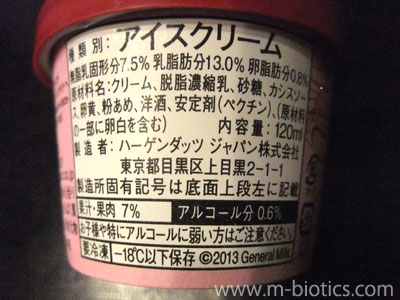 種類別:アイスクリーム
無脂乳固形分7.5% 乳脂肪分13.0% 卵脂肪分0.8%
原材料名:クリーム、脱脂濃縮乳、砂糖、カシスソー
ス、卵黄、粉あめ、洋酒、安定剤(ペクチン)、(原材料
の一部に卵白を含む) 内容量:120ml
製造者:ハーゲンダッツ ジャパン株式会社
東京都目黒区上目黒2-1-1
製造所固有記号は底面上段左に記載
果汁・果肉 7% アルコール分 0.6%
お子様や特にアルコールに弱い方はご注意ください。
要冷凍 -18℃以下保存 ©2013 General Mills
www.m-biotics.com